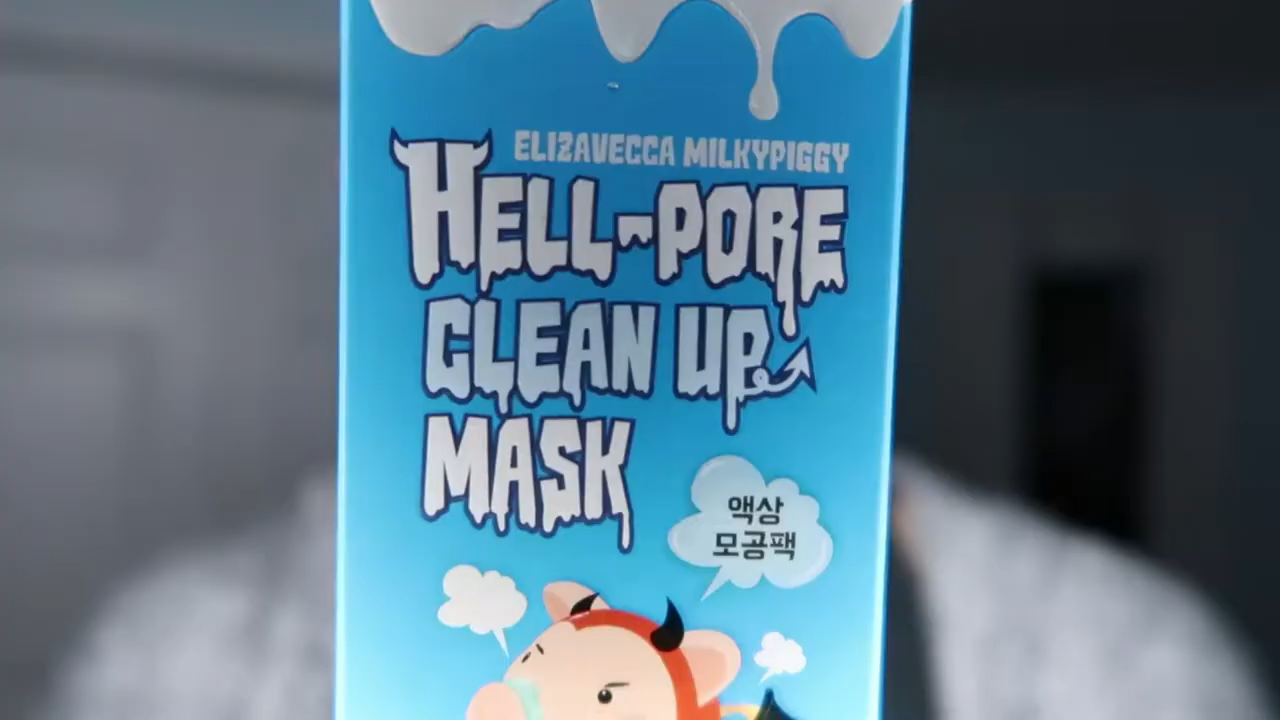 ELIZAVECCA MILKYPIGGY
HELL-PORE
CLEAN UP
MASK
액상
모공팩